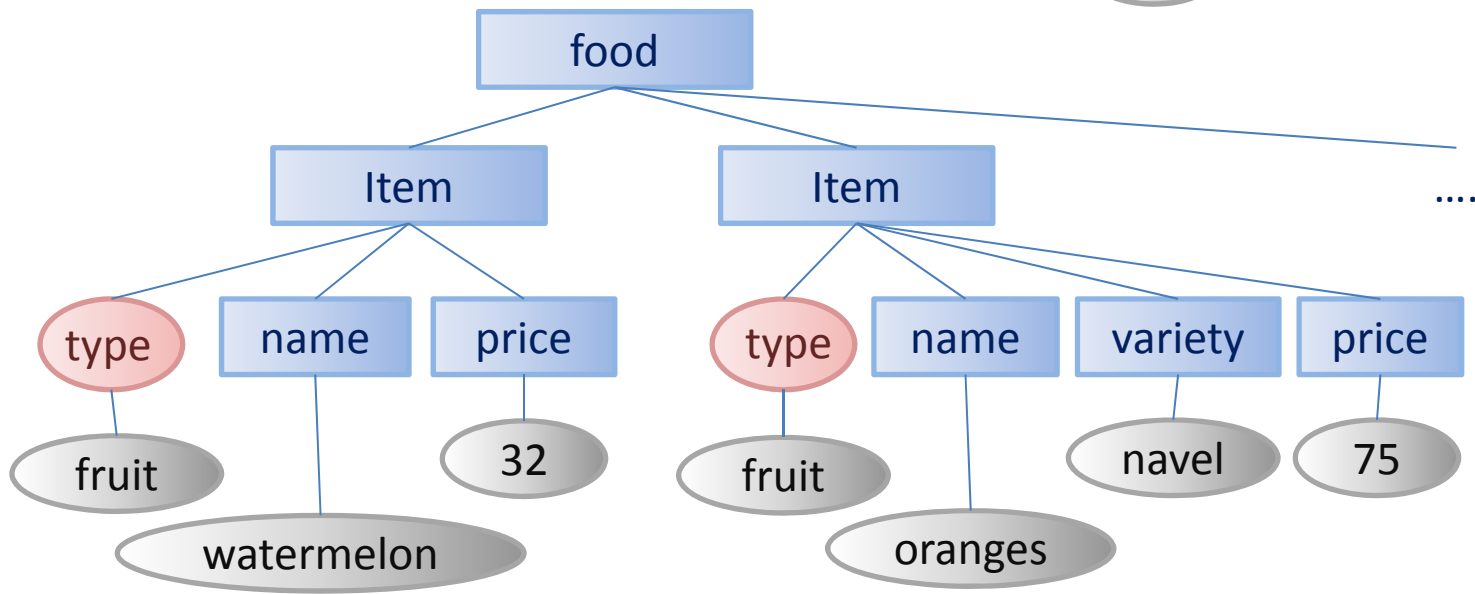 food
Item
Item
....
type
name
price
type
name
variety
price
fruit
32
fruit
navel
75
watermelon
oranges